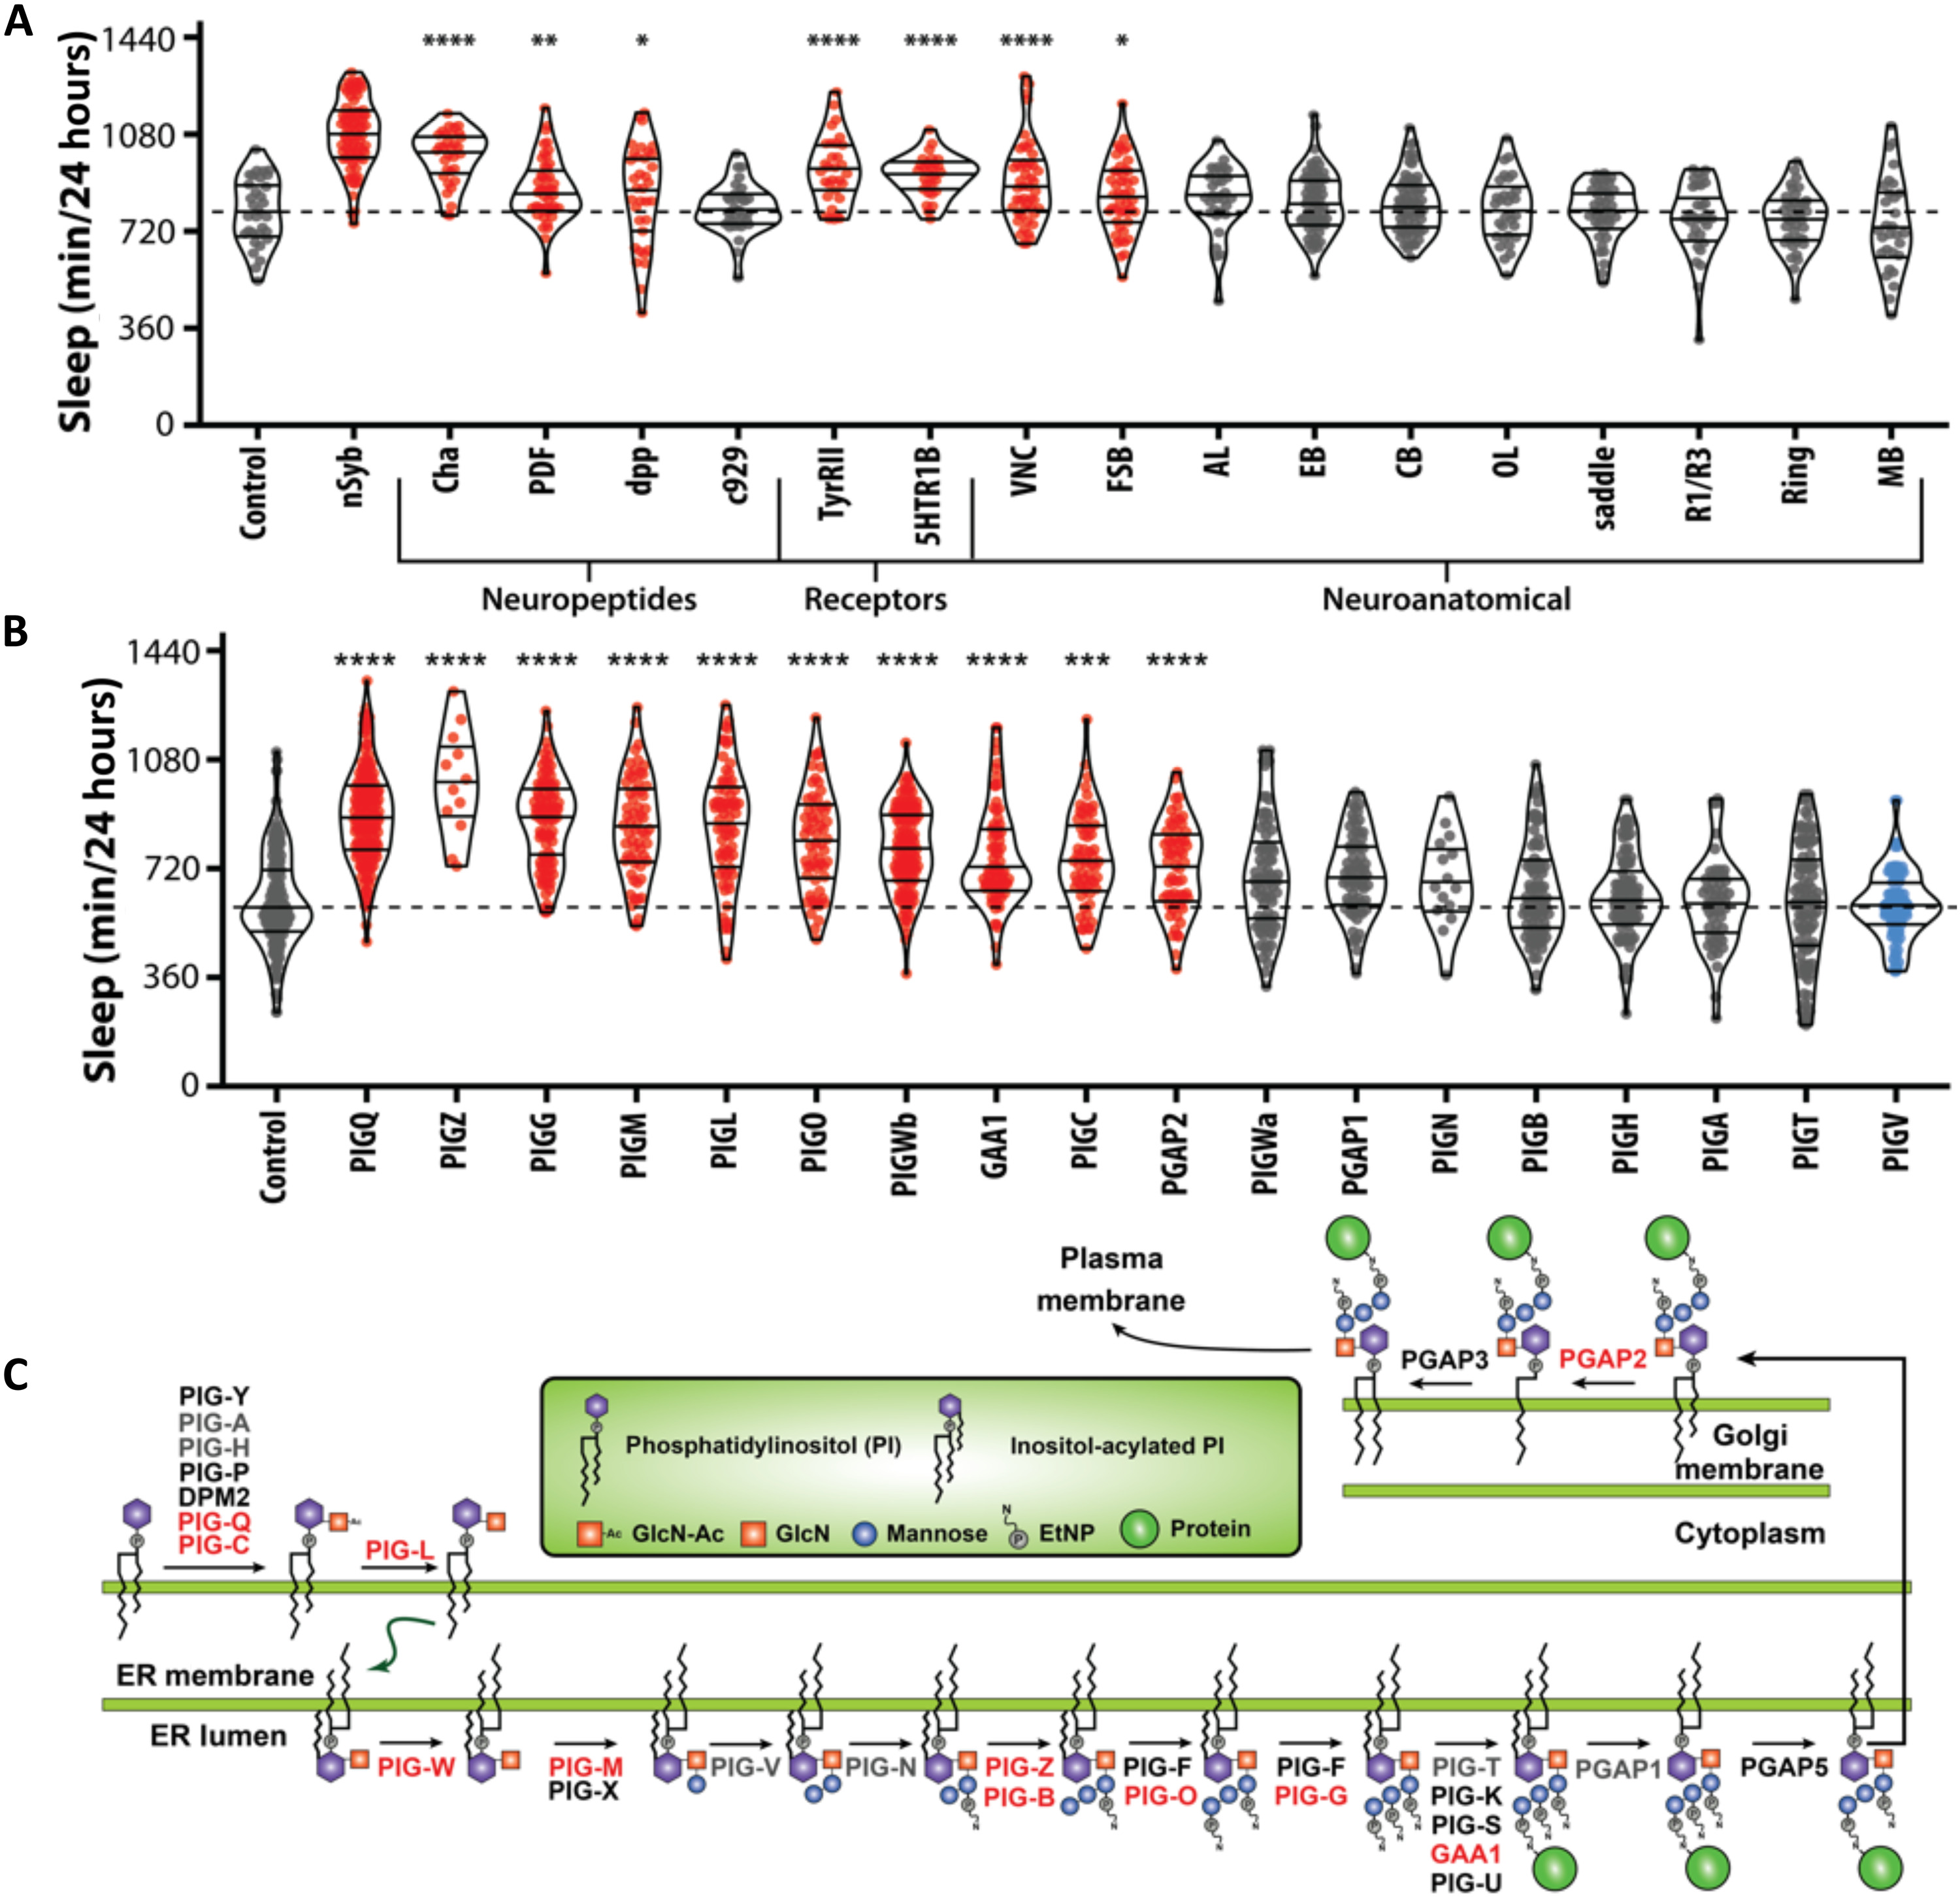 A
Sleep (min/24 hours)
1440
1080
720
360
0
**** ** * **** **** **** *
Control nSyb Cha PDF dpp c929 TyrRII 5HTR1B VNC FSB AL EB CB OL saddle R1/R3 Ring MB
Neuropeptides Receptors Neuroanatomical
B
Sleep (min/24 hours)
1440
1080
720
360
0
**** **** **** **** **** **** **** **** *** ****
Control PIGQ PIGZ PIGG PIGM PIGL PIGO PIGWb GAA1 PIGC PGAP2 PIGWa PGAP1 PIGN PIGB PIGH PIGA PIGT PIGV
C
Plasma
membrane
PGAP3 PGAP2
Golgi
membrane
Cytoplasm
PIG-Y
PIG-A
PIG-H
PIG-P
DPM2
PIG-Q
PIG-C
PIG-L
Phosphatidylinositol (PI) Inositol-acylated PI
Ac GlcN-Ac GlcN Mannose N P EtNP Protein
ER membrane
ER lumen
PIG-W
PIG-M
PIG-X
PIG-V
PIG-N
PIG-Z
PIG-B
PIG-F
PIG-O
PIG-F
PIG-G
PIG-T
PIG-K
PIG-S
GAA1
PIG-U
PGAP1
PGAP5